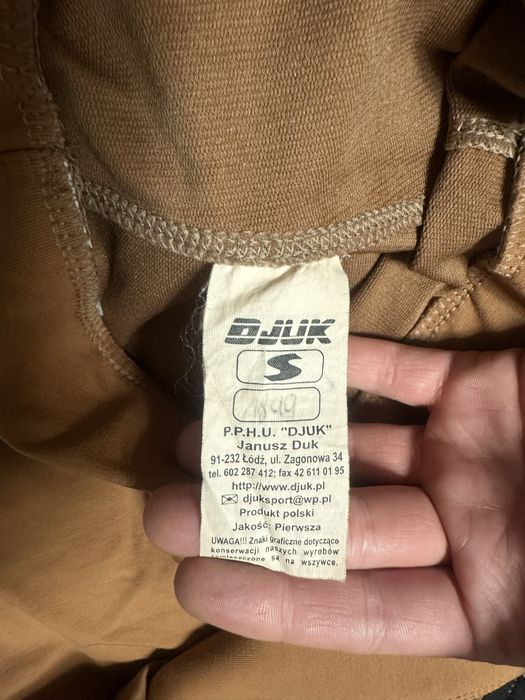 DJUK
S
P.P.H.U. "DJUK"
Janusz Duk
91-232 Łódź, ul. Zagonowa 34
tel. 602 287 412; fax 42 611 01 95
http://www.djuk.pl
djuksport@wp.pl
Produkt polski
Jakość: Pierwsza
UWAGA!!! Znaki graficzne dotyczące
konserwacji naszych wyrobów
zamieszczone są na wszywce.